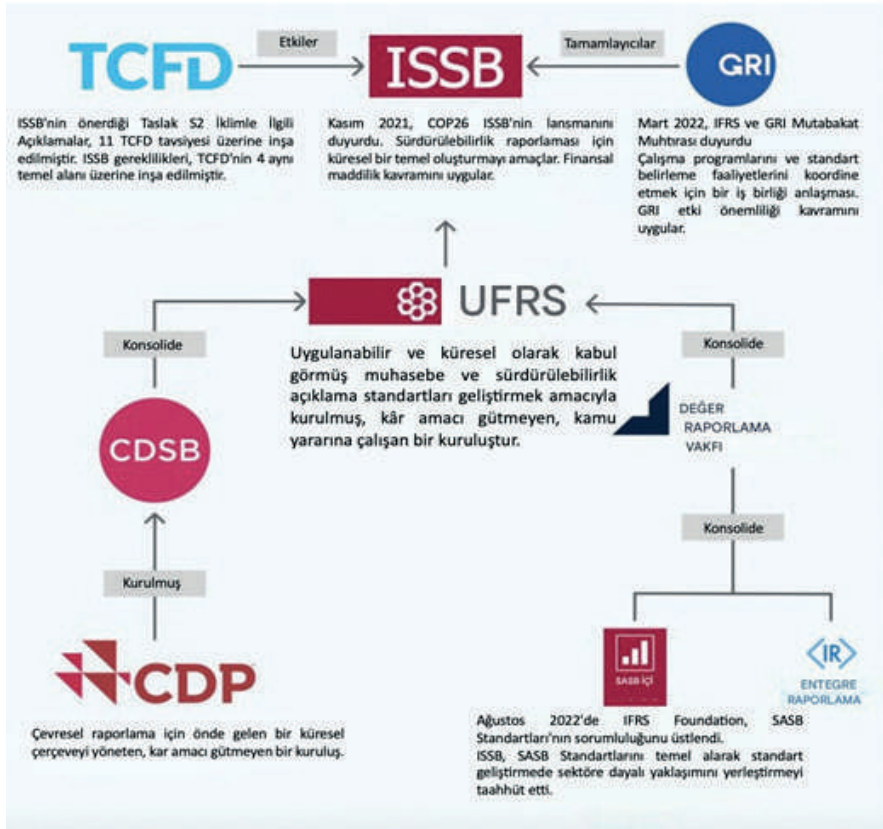 TCFD
Etkiler
ISSB
Tamamlayıcılar
GRI
ISSB'nin önerdiği Taslak S2 İklimle İlgili
Açıklamalar, 11 TCFD tavsiyesi üzerine inşa
edilmiştir. ISSB gereklilikleri, TCFD'nin 4 aynı
temel alanı üzerine inşa edilmiştir.
Kasım 2021, COP26 ISSB'nin lansmanını
duyurdu. Sürdürülebilirlik raporlaması için
küresel bir temel oluşturmayı amaçlar. Finansal
maddilik kavramını uygular.
Mart 2022, IFRS ve GRI Mutabakat
Muhtırası duyurdu
Çalışma programlarını ve standart
belirleme faaliyetlerini koordine
etmek için bir iş birliği anlaşması.
GRI etki önemliliği kavramını
uygular.
UFRS
Konsolide
Konsolide
Uygulanabilir ve küresel olarak kabul
görmüş muhasebe ve sürdürülebilirlik
açıklama standartları geliştirmek amacıyla
kurulmuş, kâr amacı gütmeyen, kamu
yararına çalışan bir kuruluştur.
DEĞER
RAPORLAMA
VAKFI
CDSB
Konsolide
Kurulmuş
CDP
SASB İÇİ
IR
ENTEGRE
RAPORLAMA
Çevresel raporlama için önde gelen bir küresel
çerçeveyi yöneten, kar amacı gütmeyen bir kuruluş.
Ağustos 2022'de IFRS Foundation, SASB
Standartları'nın sorumluluğunu üstlendi.
ISSB, SASB Standartlarını temel alarak standart
geliştirmede sektöre dayalı yaklaşımını yerleştirmeyi
taahhüt etti.